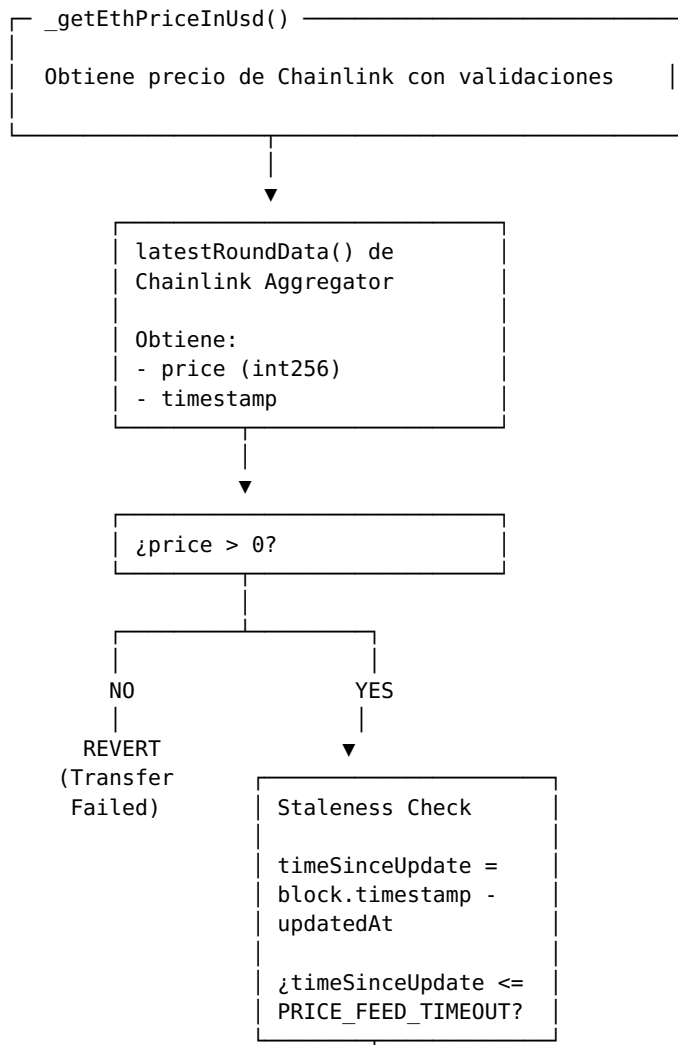 _getEthPriceInUsd()
Obtiene precio de Chainlink con validaciones
latestRoundData() de
Chainlink Aggregator
Obtiene:
- price (int256)
- timestamp
¿price > 0?
NO YES
REVERT
(Transfer
Failed)
Staleness Check
timeSinceUpdate =
block.timestamp -
updatedAt
¿timeSinceUpdate <=
PRICE_FEED_TIMEOUT?